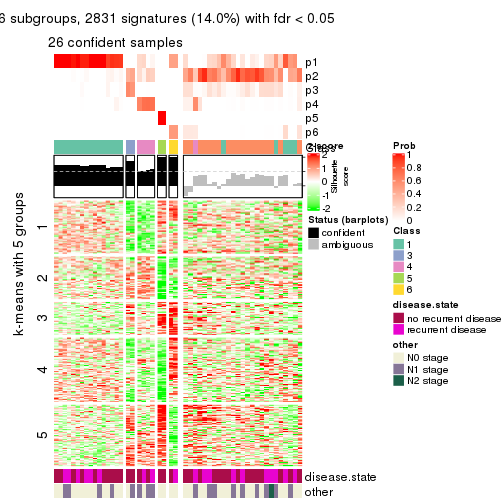 6 subgroups, 2831 signatures (14.0%) with fdr < 0.05
26 confident samples
p1
p2
p3
p4
p5
p6
Class
z-score
2
1
0
-1
-2
Silhouette
score
Prob
1
0.8
0.6
0.4
0.2
0
Status (barplots)
confident
ambiguous
Class
1
3
4
5
6
disease.state
no recurrent disease
recurrent disease
other
N0 stage
N1 stage
N2 stage
k-means with 5 groups
1
2
3
4
5
disease.state
other